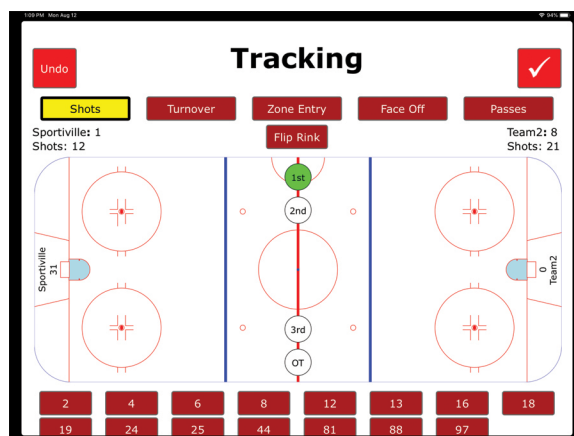 1:09 PM Mon Aug 12 94%
Tracking
Undo
Shots Turnover Zone Entry Face Off Passes
Sportiville: 1 Flip Rink Team2: 8
Shots: 12 Shots: 21
1st
2nd
Sportiville
31
0
Team2
3rd
OT
2 4 6 8 12 13 16 18
19 24 25 44 81 88 97